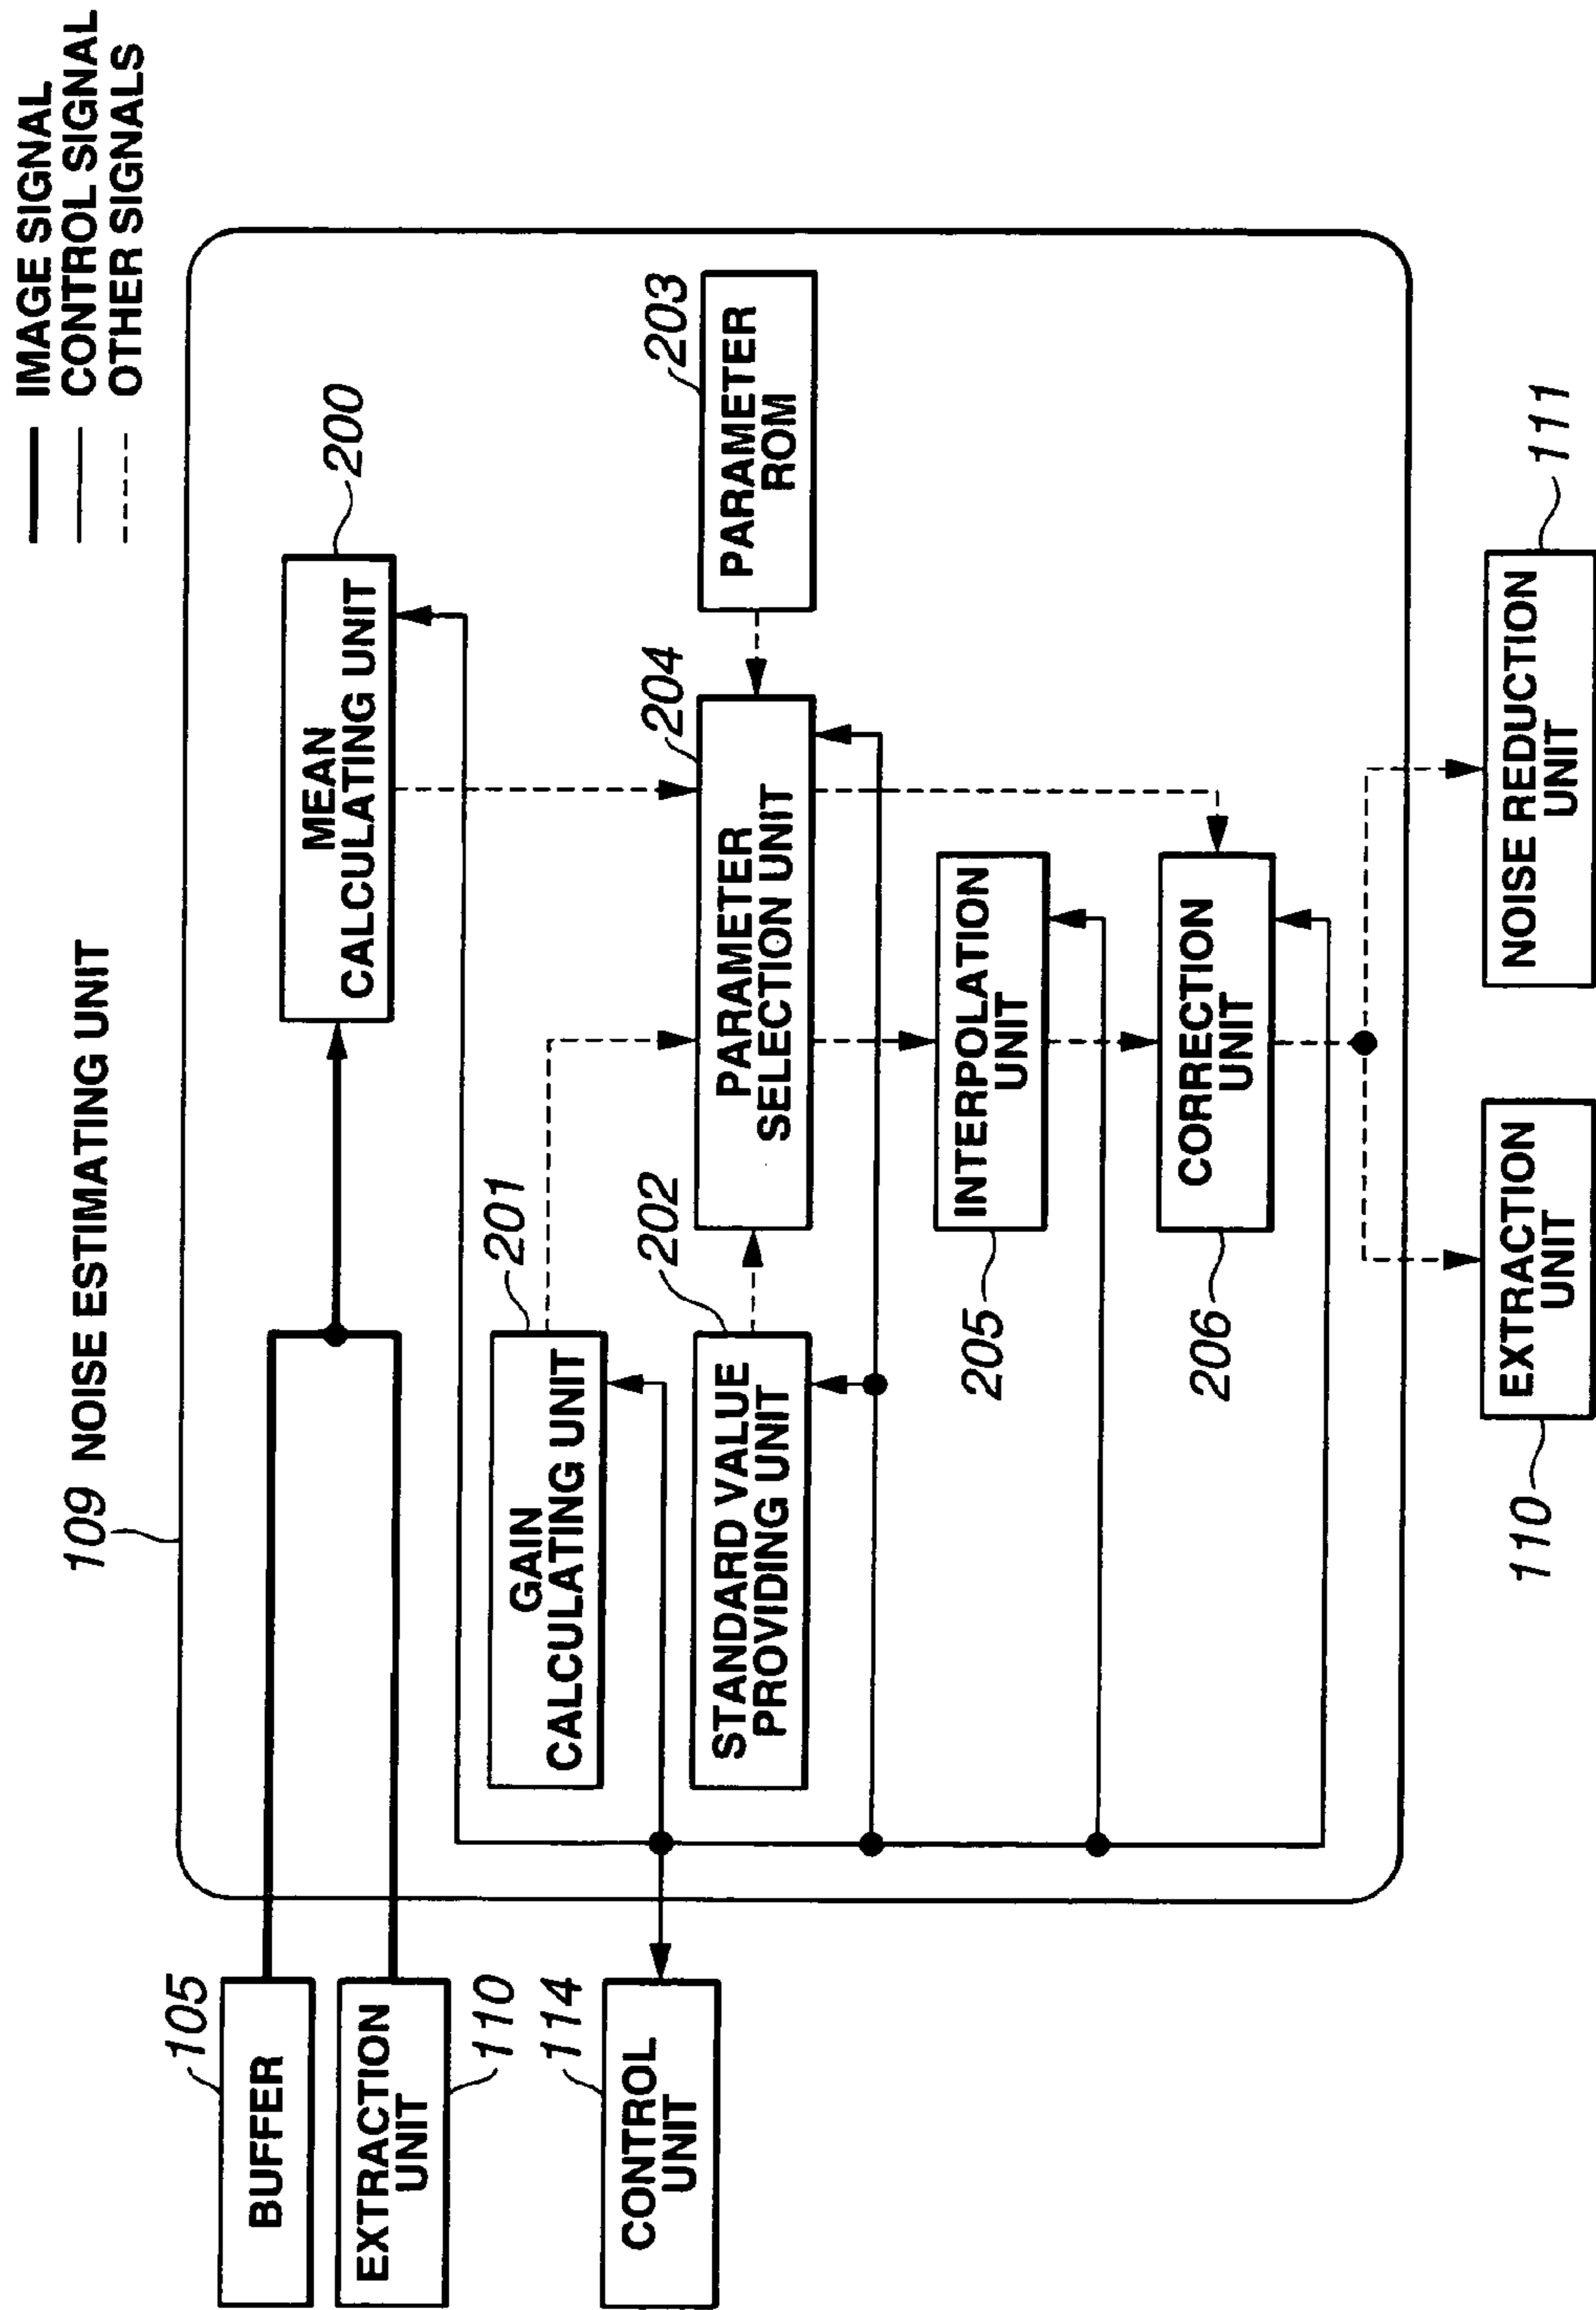 IMAGE SIGNAL
CONTROL SIGNAL
OTHER SIGNALS
109 NOISE ESTIMATING UNIT
105
BUFFER
EXTRACTION
UNIT
110
114
CONTROL
UNIT
MEAN
CALCULATING UNIT
200
201
GAIN
CALCULATING UNIT
202
STANDARD VALUE
PROVIDING UNIT
204
PARAMETER
SELECTION UNIT
203
PARAMETER
ROM
INTERPOLATION
UNIT
205
CORRECTION
UNIT
206
EXTRACTION
UNIT
110
NOISE REDUCTION
UNIT
111